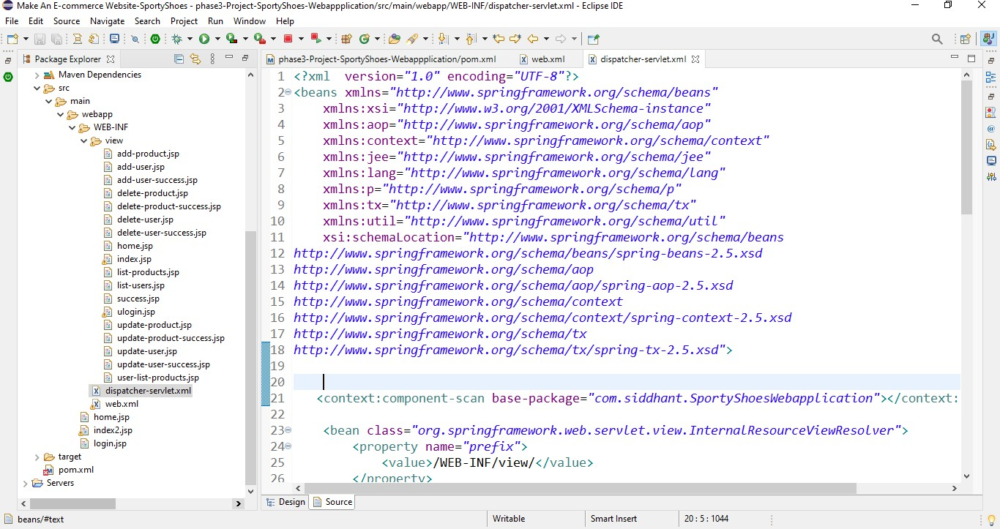 Make An E-commerce Website-SportyShoes - phase3-Project-SportyShoes-Webappplication/src/main/webapp/WEB-INF/dispatcher-servlet.xml - Eclipse IDE
File Edit Source Navigate Search Project Run Window Help
Package Explorer
Maven Dependencies
src
main
webapp
WEB-INF
view
add-product.jsp
add-user.jsp
add-user-success.jsp
delete-product.jsp
delete-product-success.jsp
delete-user.jsp
delete-user-success.jsp
home.jsp
index.jsp
list-products.jsp
list-users.jsp
success.jsp
ulogin.jsp
update-product.jsp
update-product-success.jsp
update-user.jsp
update-user-success.jsp
user-list-products.jsp
dispatcher-servlet.xml
web.xml
home.jsp
index2.jsp
login.jsp
target
pom.xml
Servers
phase3-Project-SportyShoes-Webappplication/pom.xml web.xml dispatcher-servlet.xml
1 <?xml version="1.0" encoding="UTF-8"?>
2 <beans xmlns="http://www.springframework.org/schema/beans"
3 xmlns:xsi="http://www.w3.org/2001/XMLSchema-instance"
4 xmlns:aop="http://www.springframework.org/schema/aop"
5 xmlns:context="http://www.springframework.org/schema/context"
6 xmlns:jee="http://www.springframework.org/schema/jee"
7 xmlns:lang="http://www.springframework.org/schema/lang"
8 xmlns:p="http://www.springframework.org/schema/p"
9 xmlns:tx="http://www.springframework.org/schema/tx"
10 xmlns:util="http://www.springframework.org/schema/util"
11 xsi:schemaLocation="http://www.springframework.org/schema/beans
12 http://www.springframework.org/schema/beans/spring-beans-2.5.xsd
13 http://www.springframework.org/schema/aop
14 http://www.springframework.org/schema/aop/spring-aop-2.5.xsd
15 http://www.springframework.org/schema/context
16 http://www.springframework.org/schema/context/spring-context-2.5.xsd
17 http://www.springframework.org/schema/tx
18 http://www.springframework.org/schema/tx/spring-tx-2.5.xsd">
19
20
21 <context:component-scan base-package="com.siddhant.SportyShoesWebapplication"></context:
22
23 <bean class="org.springframework.web.servlet.view.InternalResourceViewResolver">
24 <property name="prefix">
25 <value>/WEB-INF/view/</value>
26 </property>
Design Source
beans/#text Writable Smart Insert 20 : 5 : 1044